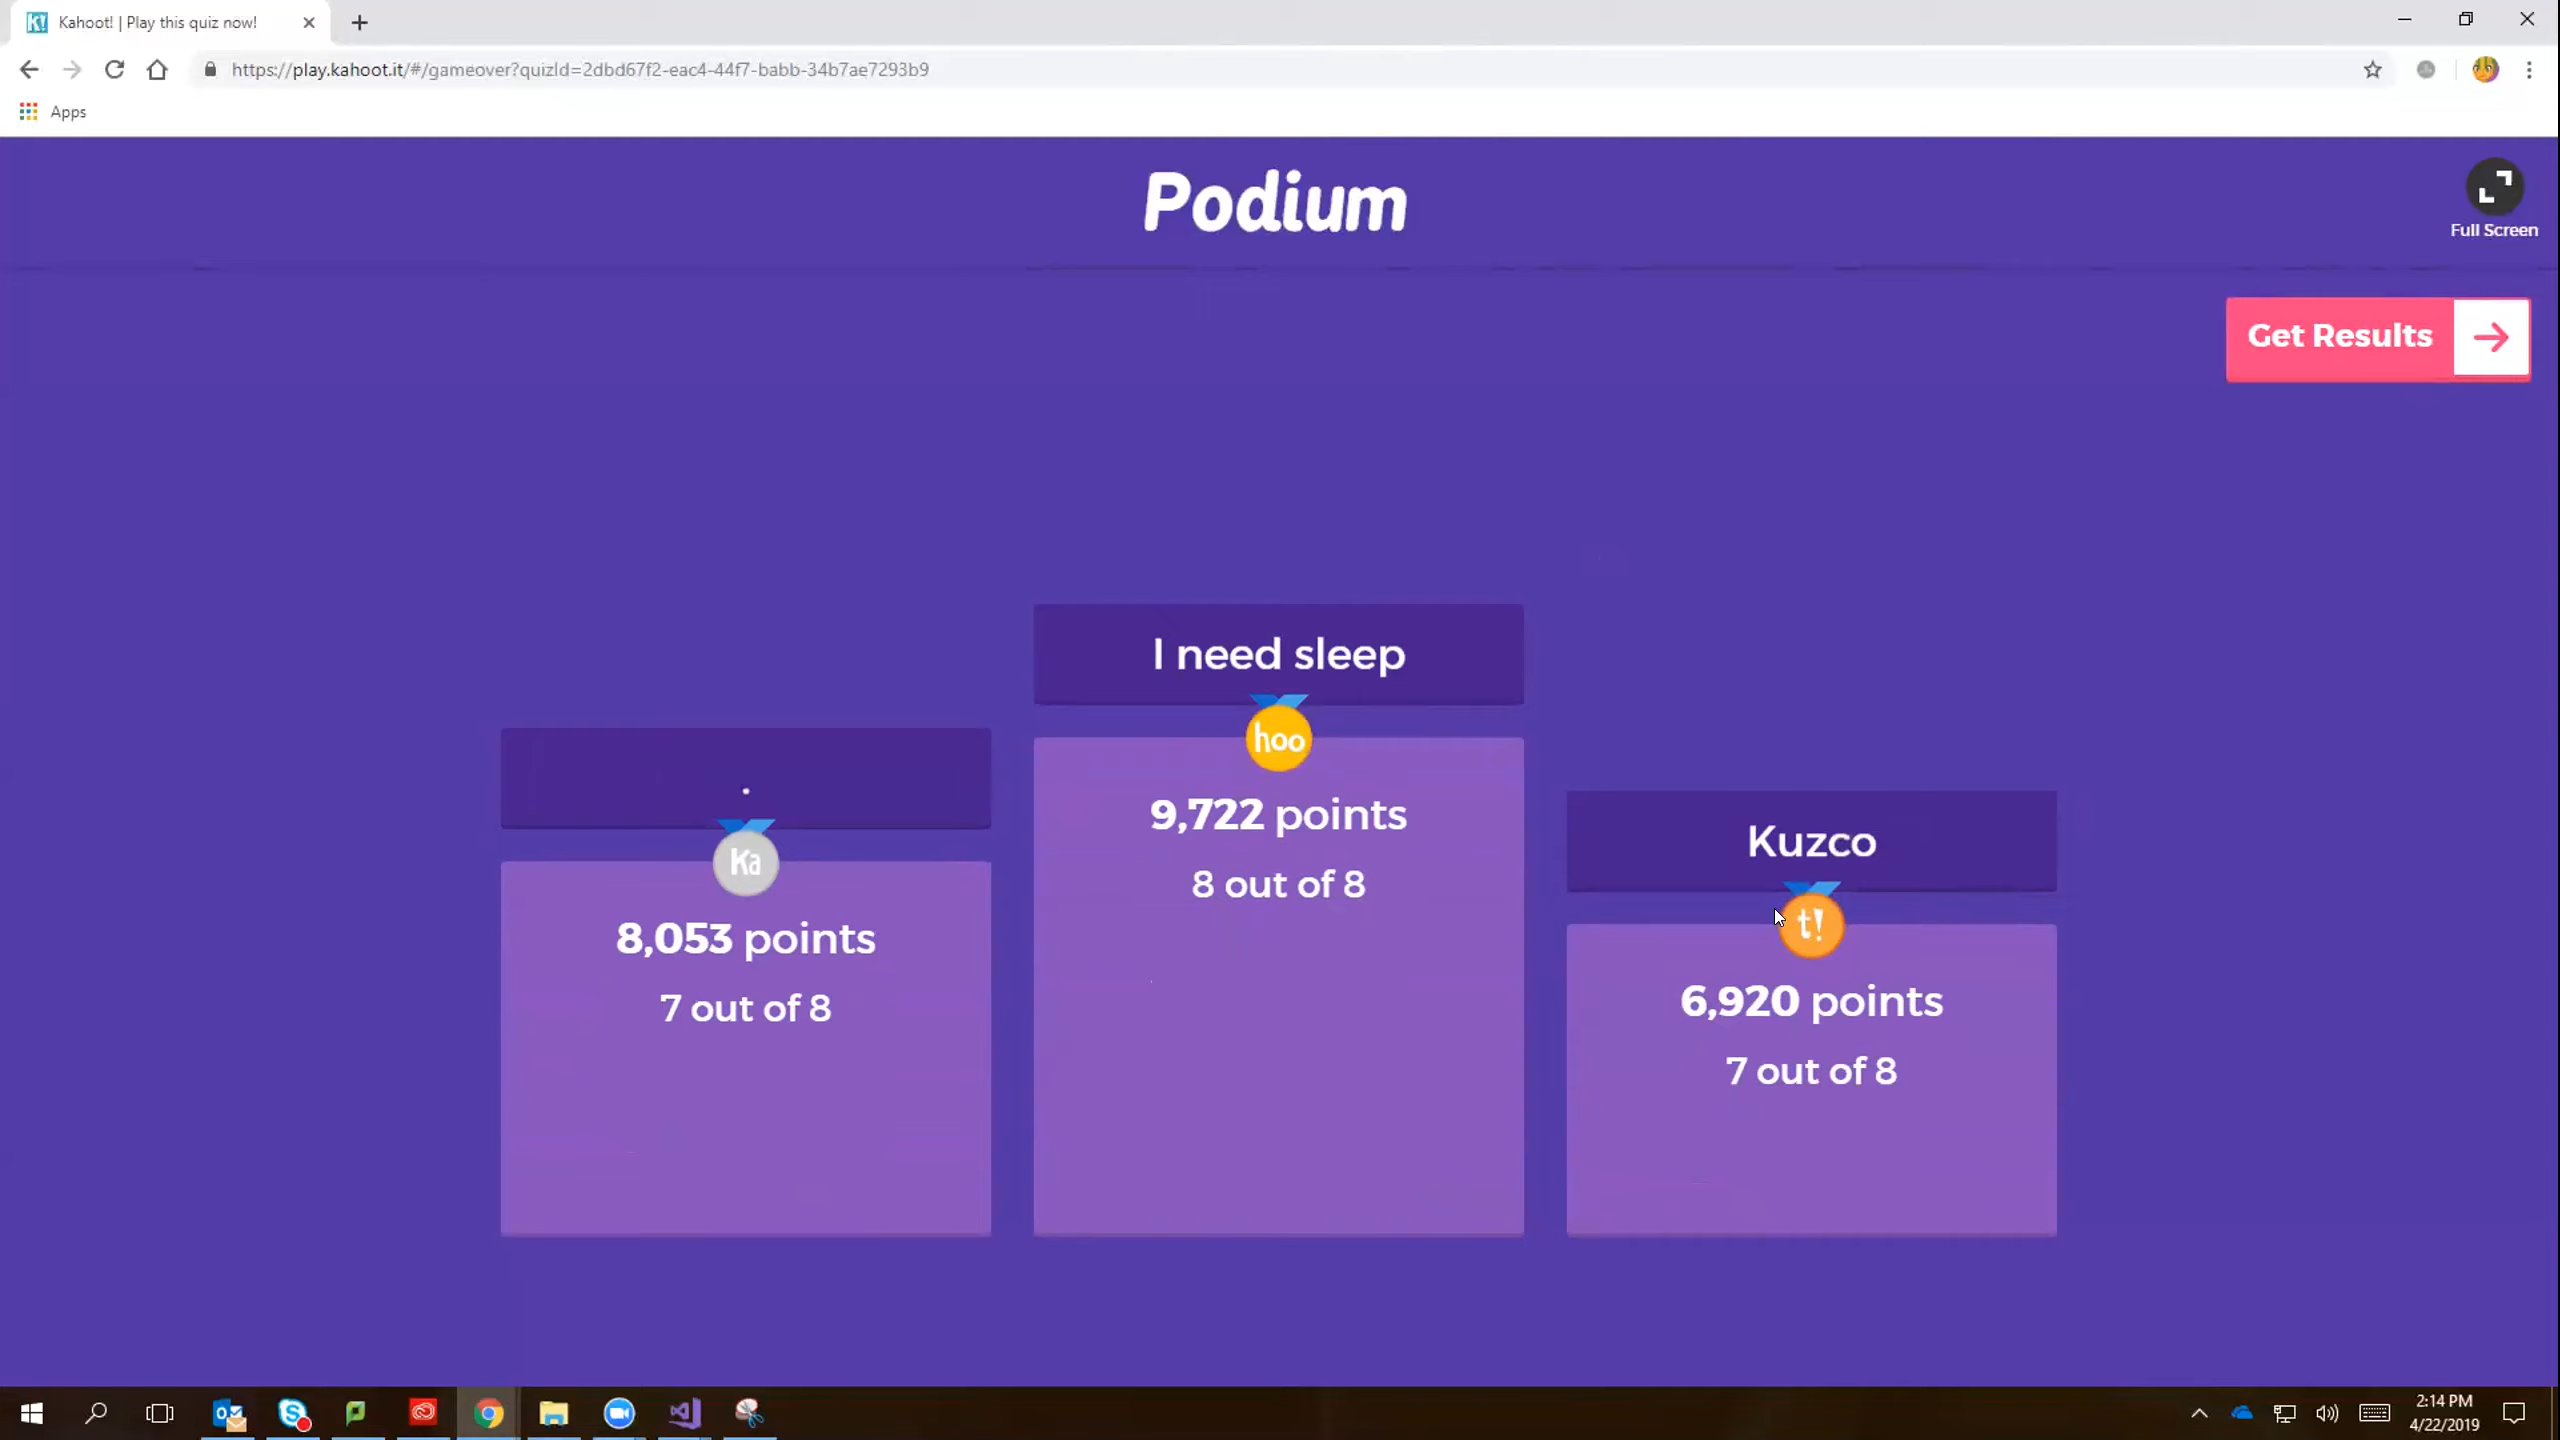 Kahoot! | Play this quiz now!
https://play.kahoot.it/#/gameover?quizId=2dbd67f2-eac4-44f7-babb-34b7ae7293b9
Apps
Podium
Full Screen
Get Results
I need sleep
hoo
9,722 points
8 out of 8
.
Ka
8,053 points
7 out of 8
Kuzco
t!
6,920 points
7 out of 8
2:14 PM
4/22/2019